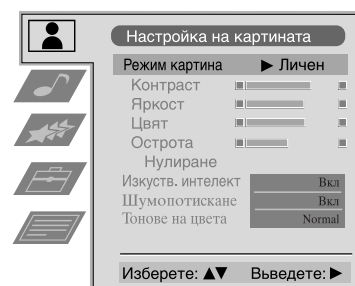 Настройка на картината
Режим картина ▶ Личен
Контраст
Яркост
Цвят
Острота
Нулиране
Изкуств. интелект Вкл
Шумопотискане Вкл
Тонове на цвета Normal
Изберете: ▲▼ Въведете: ▶